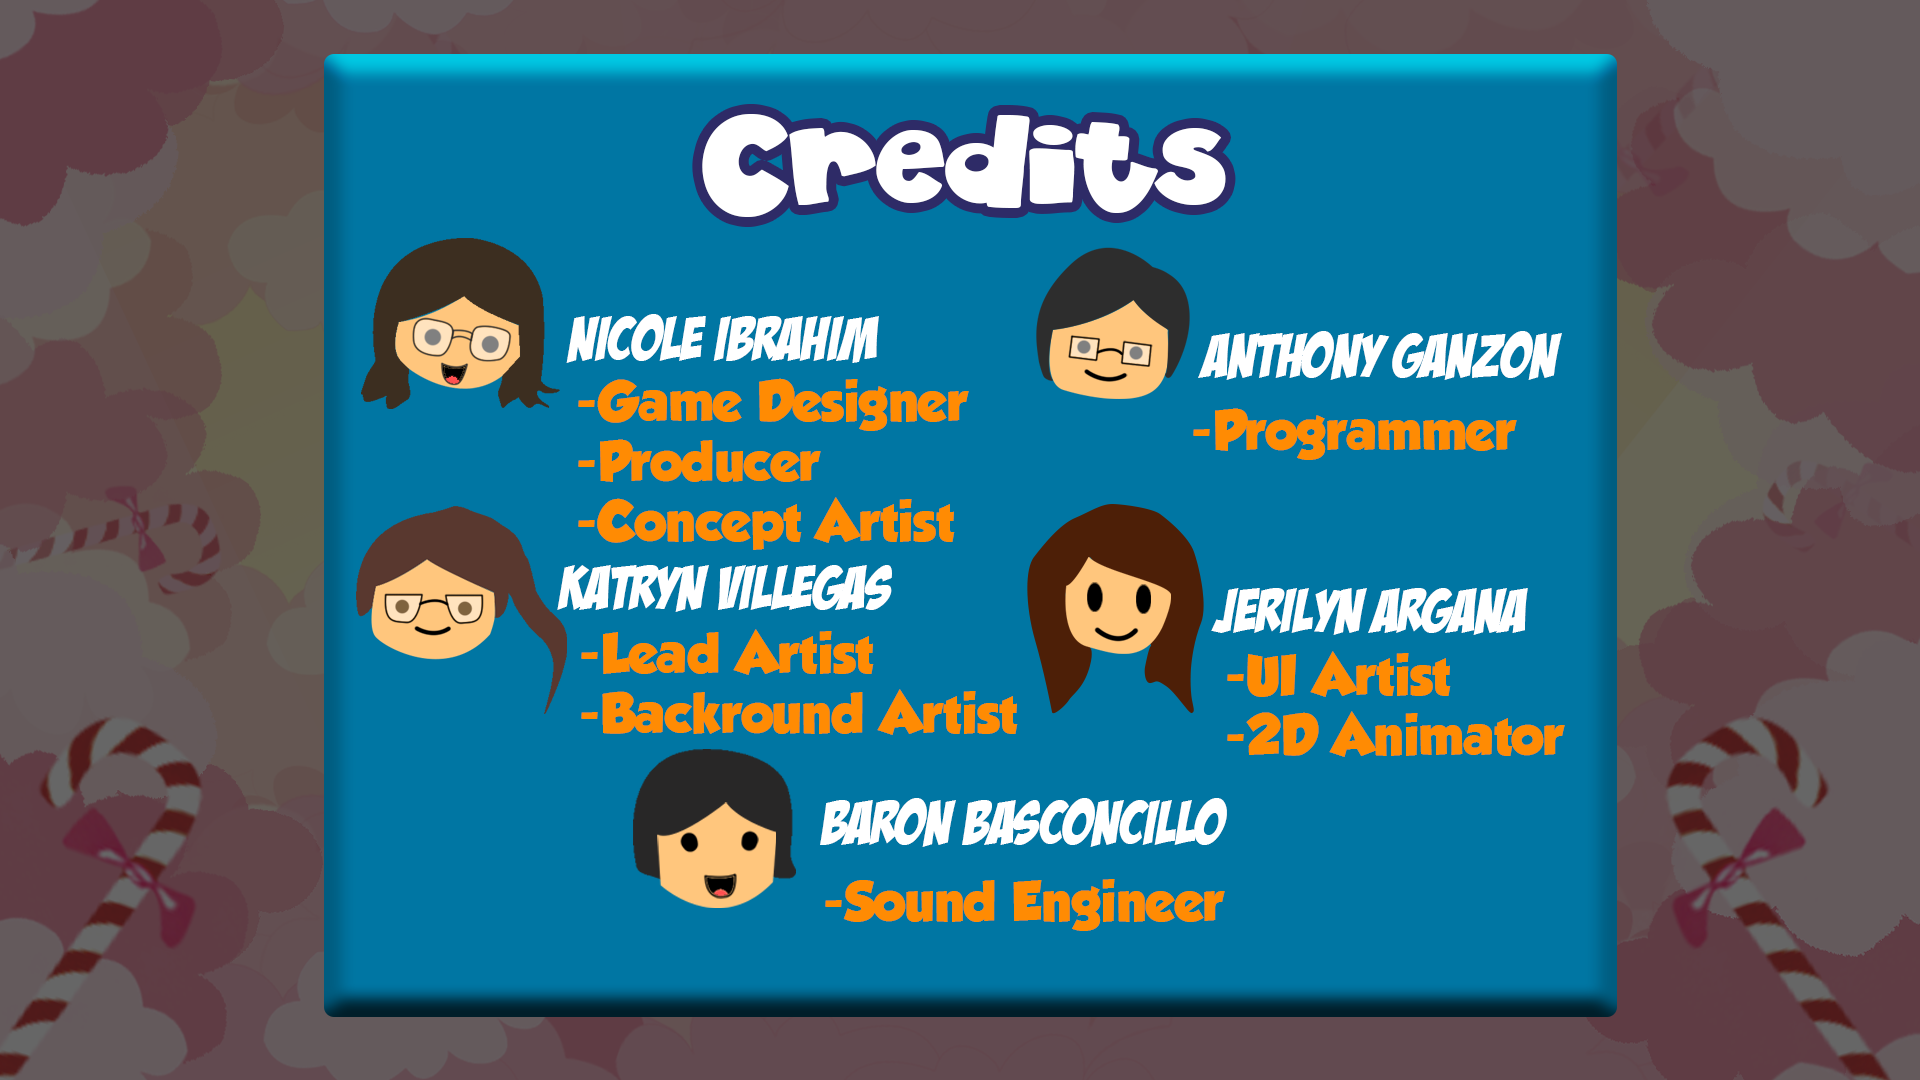 Credits
NICOLE IBRAHIM
-Game Designer
-Producer
-Concept Artist
ANTHONY GANZON
-Programmer
KATRYN VILLEGAS
-Lead Artist
-Backround Artist
JERILYN ARGANA
-UI Artist
-2D Animator
BARON BASCONCILLO
-Sound Engineer